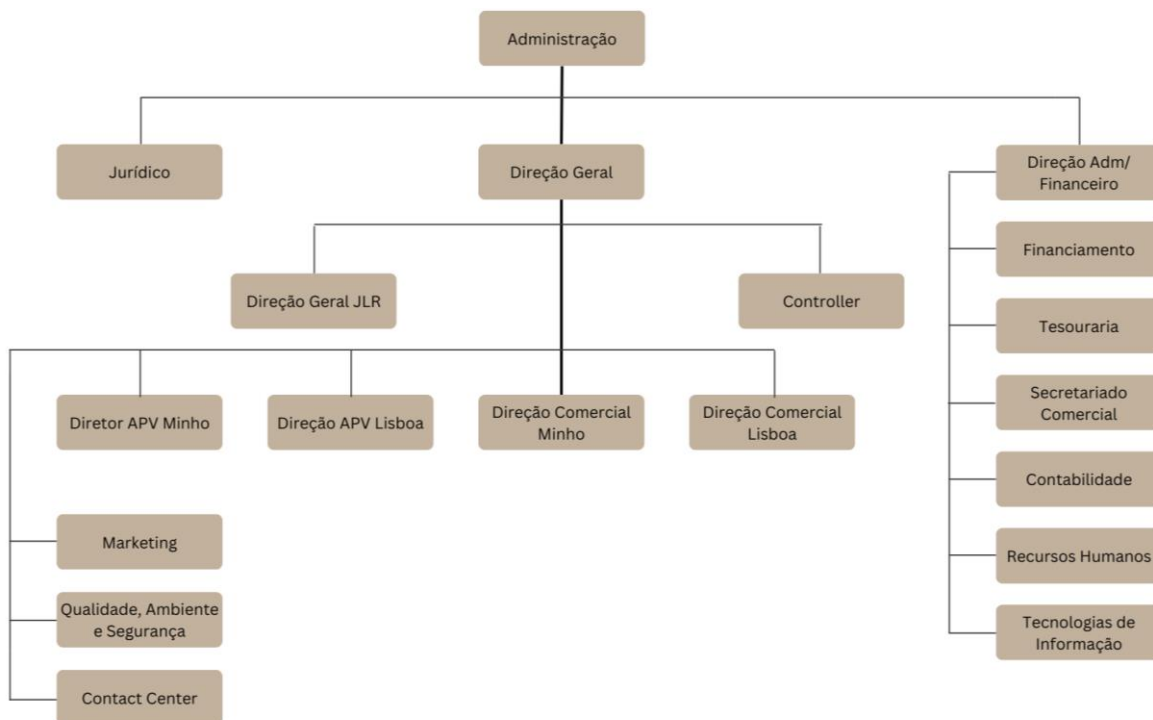 Administração
Jurídico
Direção Geral
Direção Adm/
Financeiro
Financiamento
Direção Geral JLR
Controller
Tesouraria
Diretor APV Minho
Direção APV Lisboa
Direção Comercial
Minho
Direção Comercial
Lisboa
Secretariado
Comercial
Contabilidade
Marketing
Recursos Humanos
Qualidade, Ambiente
e Segurança
Tecnologias de
Informação
Contact Center